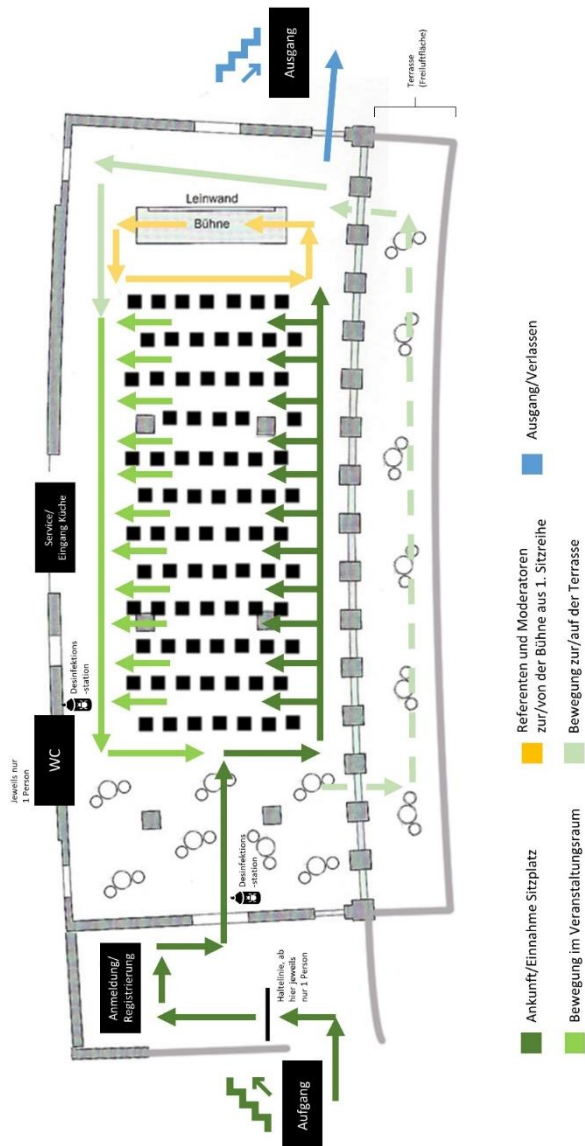 Ausgang
Terrasse
(Freiluftfläche)
Leinwand
Bühne
Service/
Eingang Küche
Desinfektions
-station
WC
Jeweils nur
1 Person
Desinfektions
-station
Anmeldung/
Registrierung
Haltelinie, ab
hier jeweils
nur 1 Person
Aufgang
Ankunft/Einnahme Sitzplatz
Bewegung im Veranstaltungsraum
Referenten und Moderatoren
zur/von der Bühne aus 1. Sitzreihe
Bewegung zur/auf der Terrasse
Ausgang/Verlassen